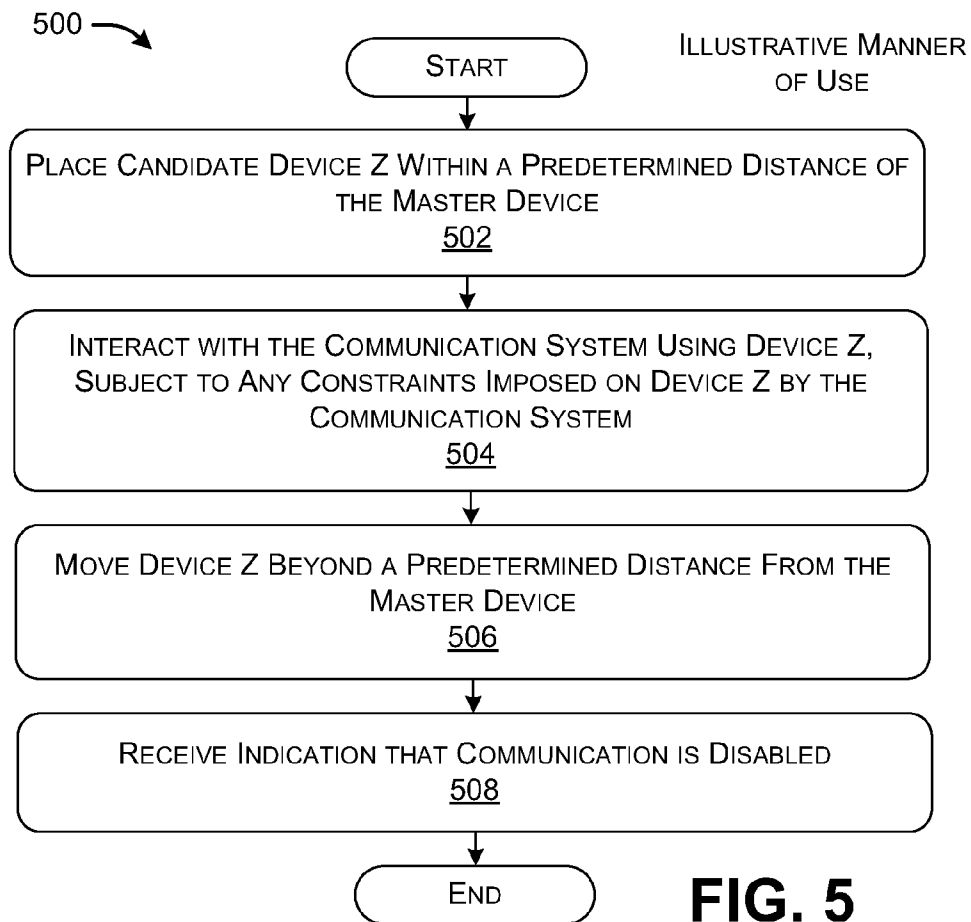 500
ILLUSTRATIVE MANNER
OF USE
START
PLACE CANDIDATE DEVICE Z WITHIN A PREDETERMINED DISTANCE OF
THE MASTER DEVICE
502
INTERACT WITH THE COMMUNICATION SYSTEM USING DEVICE Z,
SUBJECT TO ANY CONSTRAINTS IMPOSED ON DEVICE Z BY THE
COMMUNICATION SYSTEM
504
MOVE DEVICE Z BEYOND A PREDETERMINED DISTANCE FROM THE
MASTER DEVICE
506
RECEIVE INDICATION THAT COMMUNICATION IS DISABLED
508
END
FIG. 5